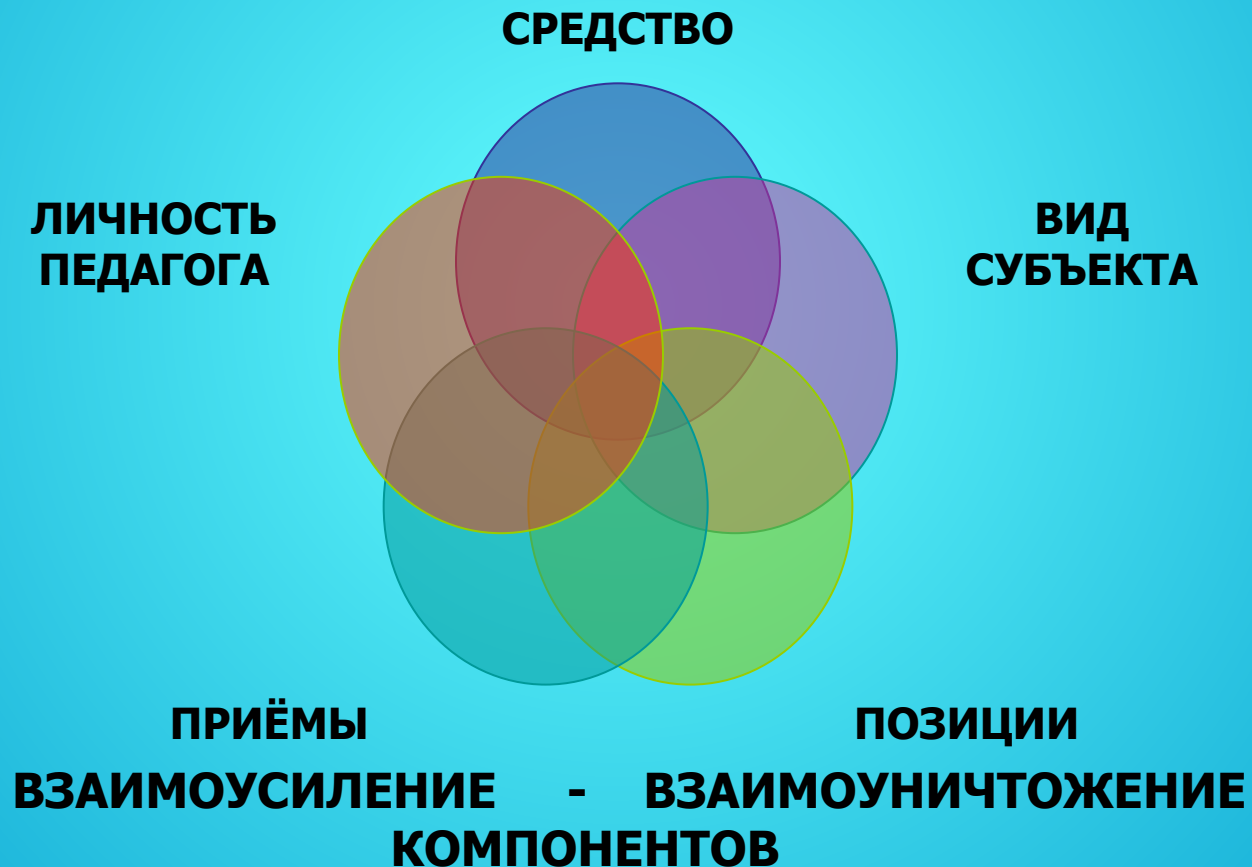 СРЕДСТВО
ЛИЧНОСТЬ
ПЕДАГОГА
ВИД
СУБЪЕКТА
ПРИЁМЫ
ПОЗИЦИИ
ВЗАИМОУСИЛЕНИЕ - ВЗАИМОУНИЧТОЖЕНИЕ
КОМПОНЕНТОВ